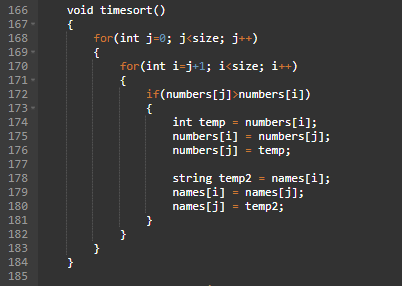 166 void timesort()
167 {
168 for(int j=0; j<size; j++)
169 {
170 for(int i=j+1; i<size; i++)
171 {
172 if(numbers[j]>numbers[i])
173 {
174 int temp = numbers[i];
175 numbers[i] = numbers[j];
176 numbers[j] = temp;
177
178 string temp2 = names[i];
179 names[i] = names[j];
180 names[j] = temp2;
181 }
182 }
183 }
184 }
185